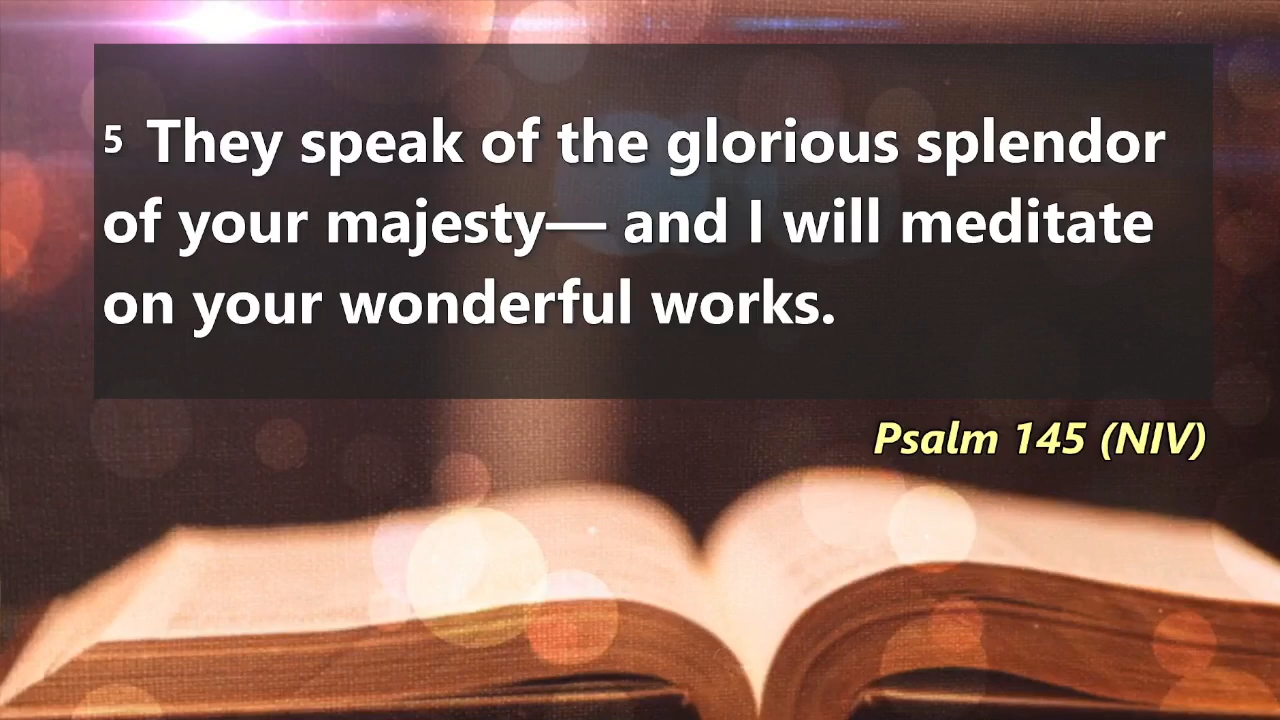 5 They speak of the glorious splendor
of your majesty— and I will meditate
on your wonderful works.
Psalm 145 (NIV)